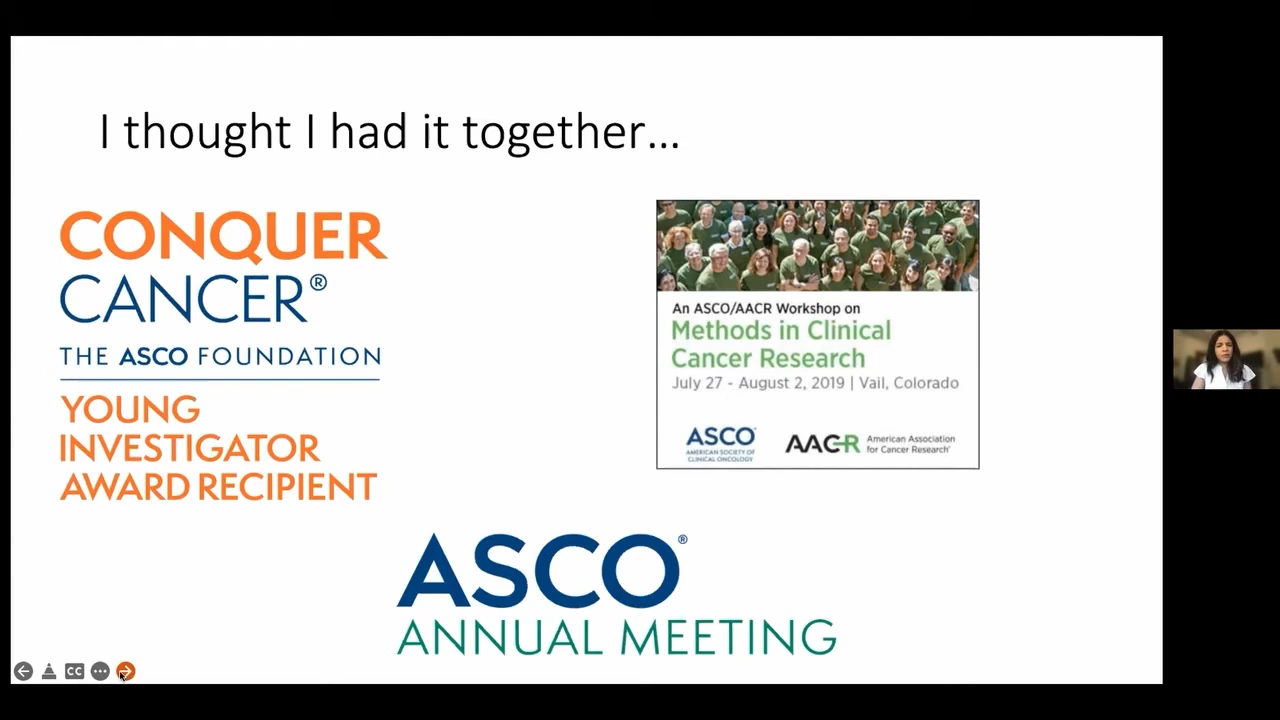 I thought I had it together...
CONQUER
CANCER®
THE ASCO FOUNDATION
YOUNG
INVESTIGATOR
AWARD RECIPIENT
An ASCO/AACR Workshop on
Methods in Clinical
Cancer Research
July 27 - August 2, 2019 | Vail, Colorado
ASCO®
AMERICAN SOCIETY OF
CLINICAL ONCOLOGY
AACR
American Association
for Cancer Research®
ASCO®
ANNUAL MEETING
CC